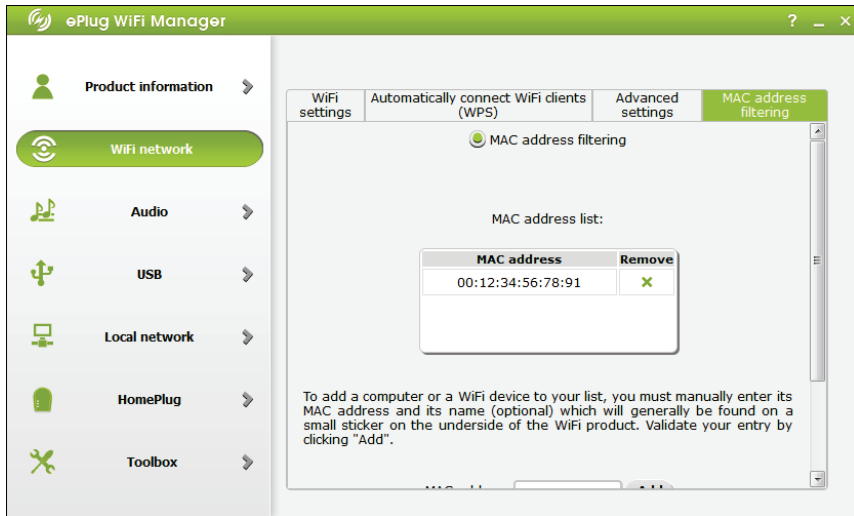 ePlug WiFi Manager
?
Product information
WiFi network
Audio
USB
Local network
HomePlug
Toolbox
WiFi settings
Automatically connect WiFi clients (WPS)
Advanced settings
MAC address filtering
MAC address filtering
MAC address list:
MAC address Remove
00:12:34:56:78:91
To add a computer or a WiFi device to your list, you must manually enter its
MAC address and its name (optional) which will generally be found on a
small sticker on the underside of the WiFi product. Validate your entry by
clicking "Add".